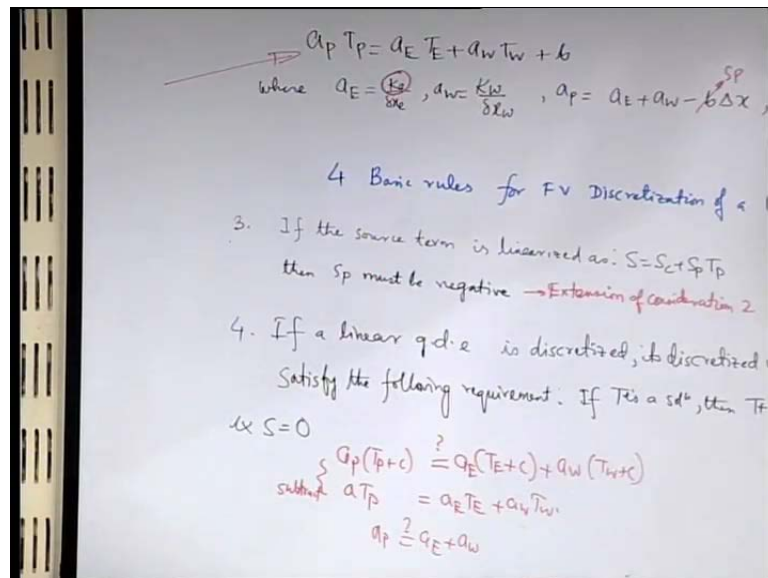 aP TP = aE TE + aW TW + b
SP
where aE = Ke/δxe , aW = KW/δxw , aP = aE + aW - b Δx ,
4 Basic rules for FV Discretization of a
3. If the source term is linearized as: S = Sc + Sp TP
then Sp must be negative → Extension of consideration 2
4. If a linear g.d.e is discretized, its discretized
Satisfy the following requirement. If T is a solⁿ, then T+
ex S=0
aP(TP+c) ?= aE(TE+c) + aW(TW+c)
subtract { aTP = aE TE + aW TW.
aP ?= aE + aW